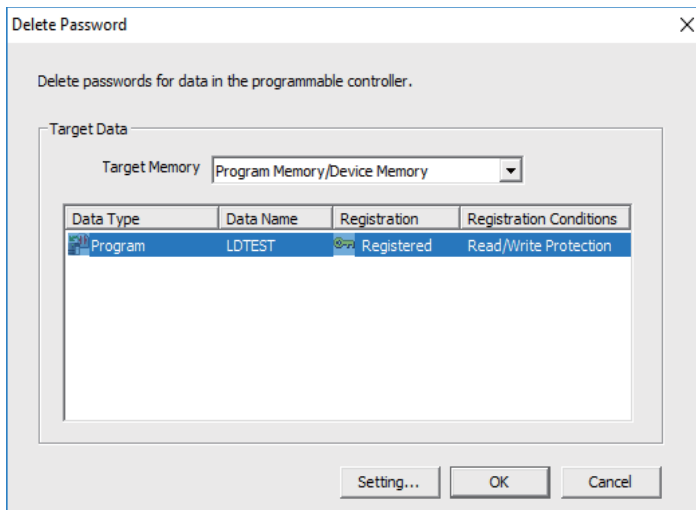 Delete Password
Delete passwords for data in the programmable controller.
Target Data
Target Memory Program Memory/Device Memory
Data Type Data Name Registration Registration Conditions
Program LDTEST Registered Read/Write Protection
Setting... OK Cancel